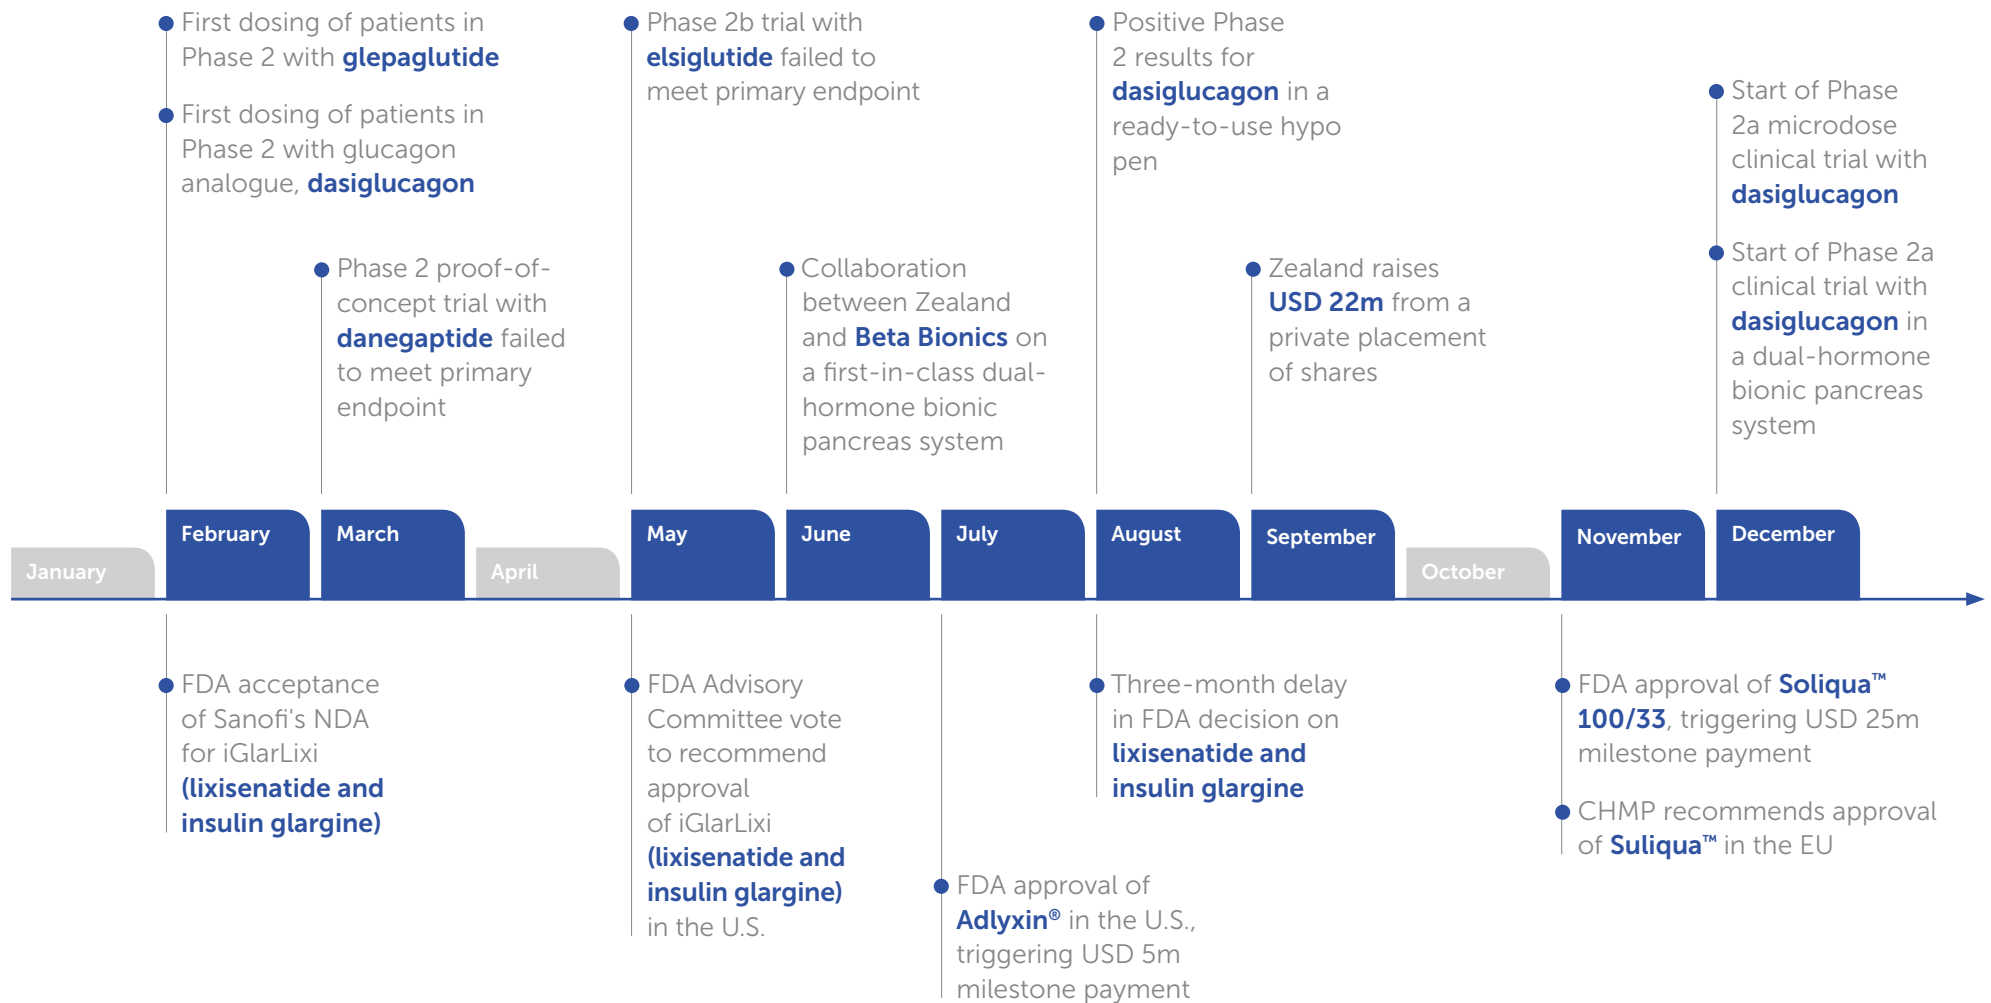 First dosing of patients in
Phase 2 with glepaglutide
First dosing of patients in
Phase 2 with glucagon
analogue, dasiglucagon
Phase 2 proof-of-
concept trial with
danegaptide failed
to meet primary
endpoint
Phase 2b trial with
elsiglutide failed to
meet primary endpoint
Collaboration
between Zealand
and Beta Bionics on
a first-in-class dual-
hormone bionic
pancreas system
Positive Phase
2 results for
dasiglucagon in a
ready-to-use hypo
pen
Zealand raises
USD 22m from a
private placement
of shares
Start of Phase
2a microdose
clinical trial with
dasiglucagon
Start of Phase 2a
clinical trial with
dasiglucagon in
a dual-hormone
bionic pancreas
system
January
February
March
April
May
June
July
August
September
October
November
December
FDA acceptance
of Sanofi's NDA
for iGlarLixi
(lixisenatide and
insulin glargine)
FDA Advisory
Committee vote
to recommend
approval
of iGlarLixi
(lixisenatide and
insulin glargine)
in the U.S.
FDA approval of
Adlyxin® in the U.S.,
triggering USD 5m
milestone payment
Three-month delay
in FDA decision on
lixisenatide and
insulin glargine
FDA approval of Soliqua™
100/33, triggering USD 25m
milestone payment
CHMP recommends approval
of Suliqua™ in the EU